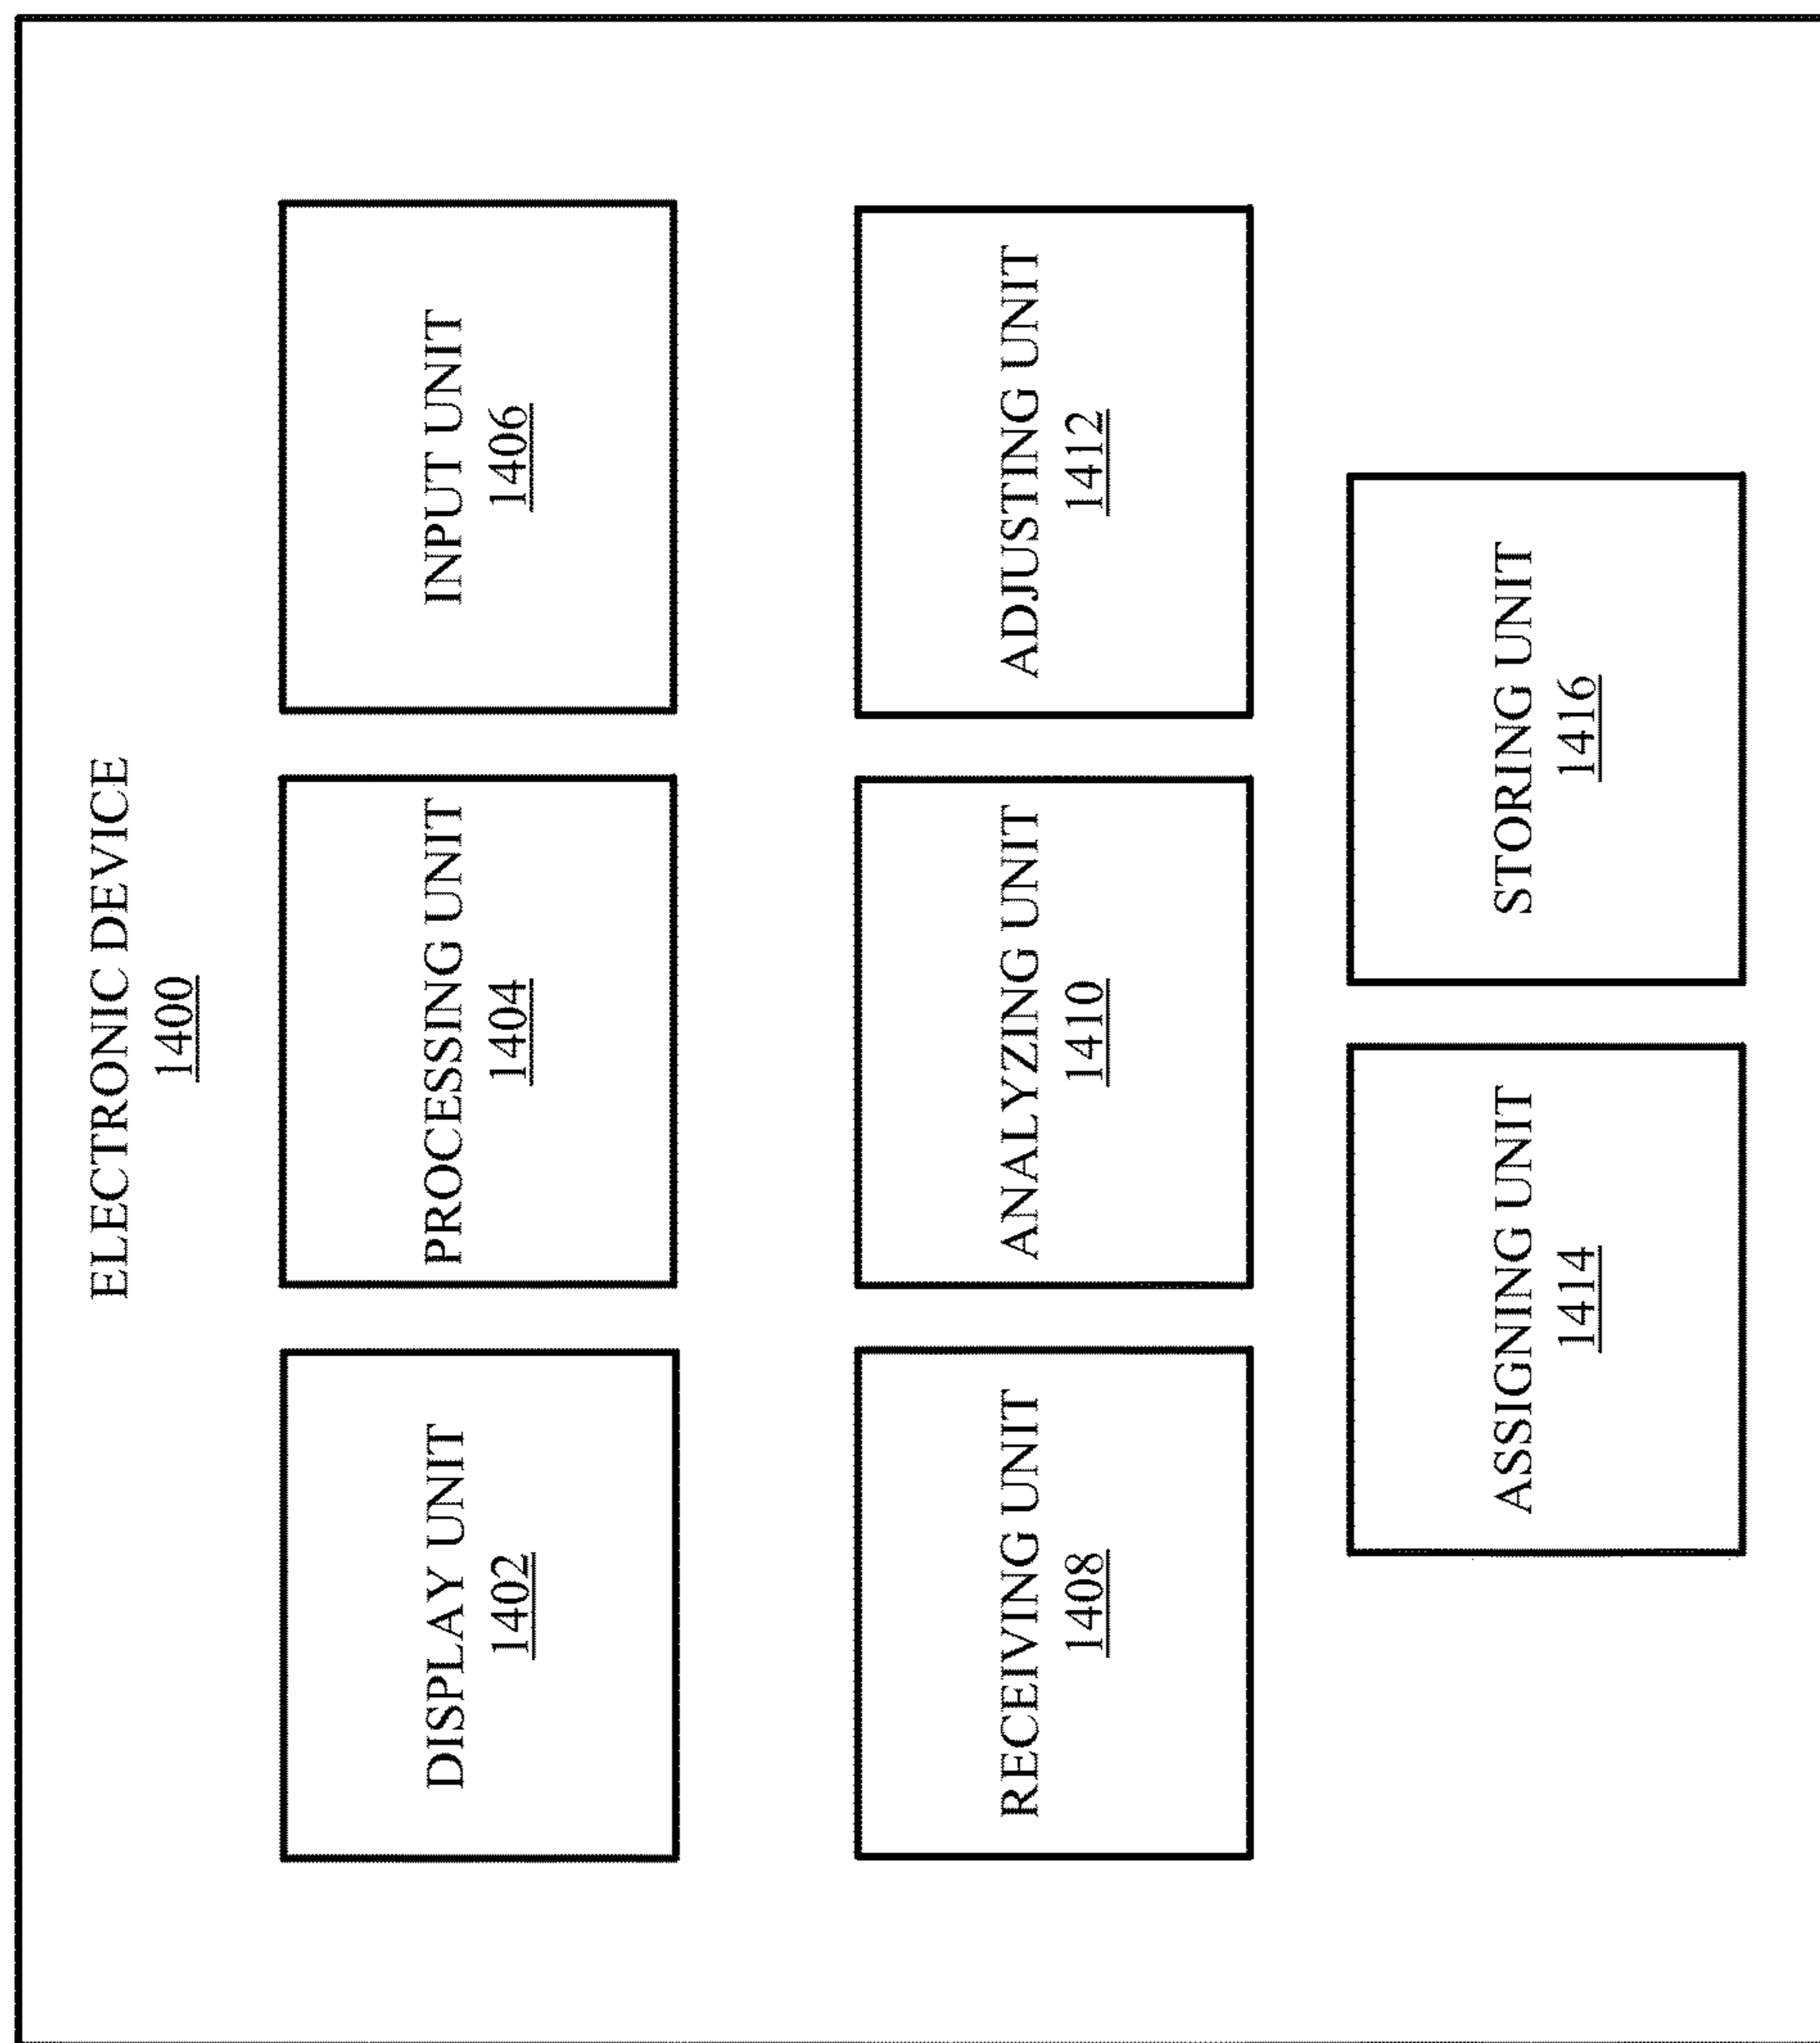 ELECTRONIC DEVICE
1400
DISPLAY UNIT
1402
PROCESSING UNIT
1404
INPUT UNIT
1406
RECEIVING UNIT
1408
ANALYZING UNIT
1410
ADJUSTING UNIT
1412
ASSIGNING UNIT
1414
STORING UNIT
1416